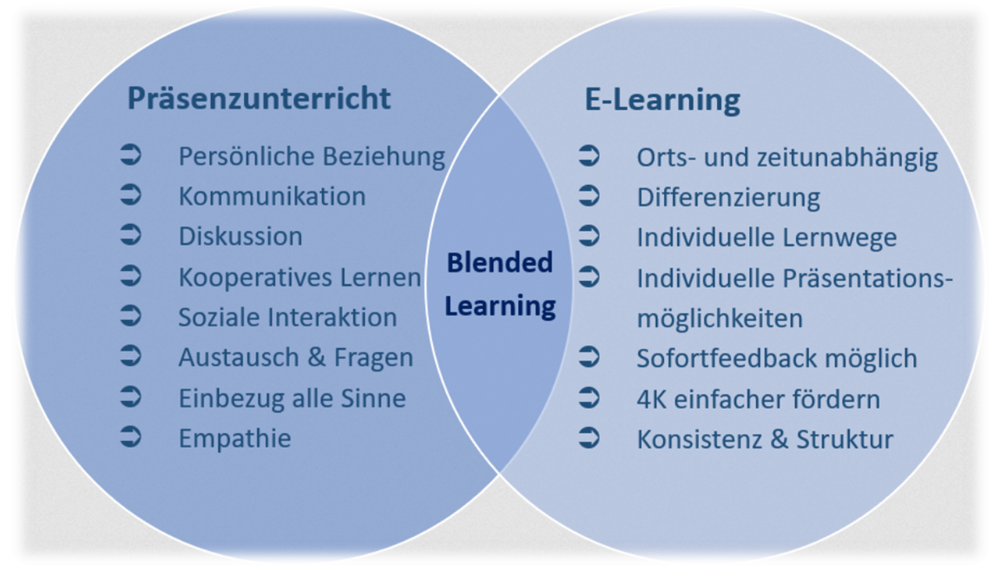 Präsenzunterricht
Persönliche Beziehung
Kommunikation
Diskussion
Kooperatives Lernen
Soziale Interaktion
Austausch & Fragen
Einbezug alle Sinne
Empathie
Blended
Learning
E-Learning
Orts- und zeitunabhängig
Differenzierung
Individuelle Lernwege
Individuelle Präsentations-
möglichkeiten
Sofortfeedback möglich
4K einfacher fördern
Konsistenz & Struktur